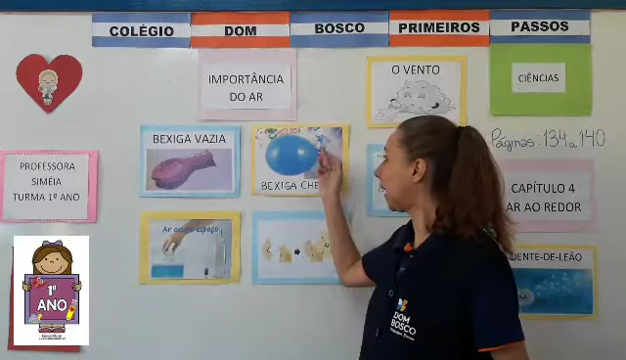 COLÉGIO DOM BOSCO PRIMEIROS PASSOS
IMPORTÂNCIA
DO AR
O VENTO
CIÊNCIAS
Páginas: 134 a 140
BEXIGA VAZIA
BEXIGA CHE
PROFESSORA
SIMÉIA
TURMA 1º ANO
CAPÍTULO 4
AR AO REDOR
Ar ocupa espaço
DENTE-DE-LEÃO
1º
ANO
DOM
BOSCO